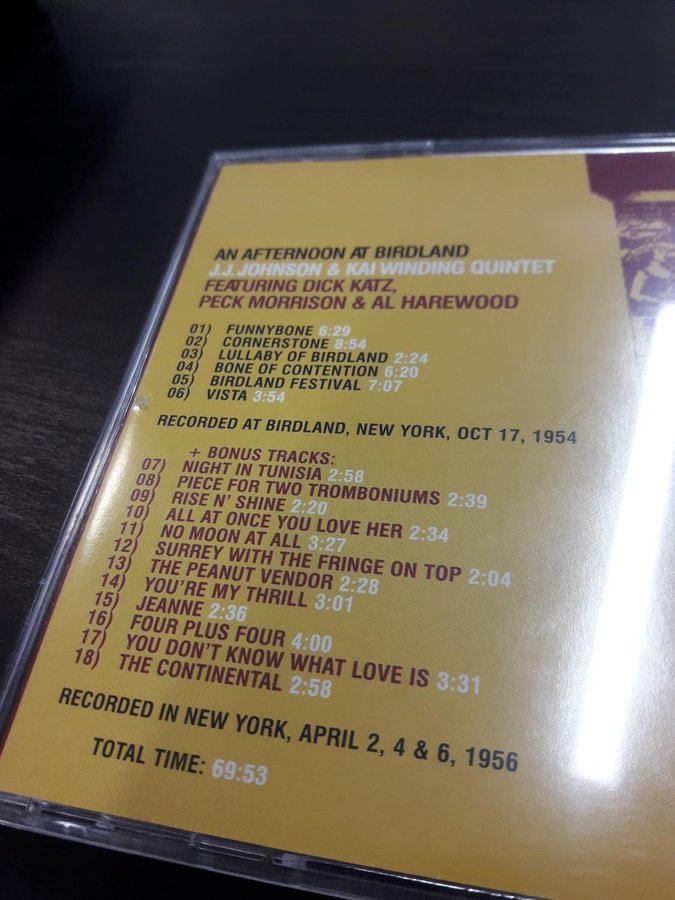 AN AFTERNOON AT BIRDLAND
J.J. JOHNSON & KAI WINDING QUINTET
FEATURING DICK KATZ,
PECK MORRISON & AL HAREWOOD
01) FUNNYBONE 6:29
02) CORNERSTONE 8:54
03) LULLABY OF BIRDLAND 2:24
04) BONE OF CONTENTION 6:20
05) BIRDLAND FESTIVAL 7:07
06) VISTA 3:54
RECORDED AT BIRDLAND, NEW YORK, OCT 17, 1954
+ BONUS TRACKS:
07) NIGHT IN TUNISIA 2:58
08) PIECE FOR TWO TROMBONIUMS 2:39
09) RISE N' SHINE 2:20
10) ALL AT ONCE YOU LOVE HER 2:34
11) NO MOON AT ALL 3:27
12) SURREY WITH THE FRINGE ON TOP 2:04
13) THE PEANUT VENDOR 2:28
14) YOU'RE MY THRILL 3:01
15) JEANNE 2:36
16) FOUR PLUS FOUR 4:00
17) YOU DON'T KNOW WHAT LOVE IS 3:31
18) THE CONTINENTAL 2:58
RECORDED IN NEW YORK, APRIL 2, 4 & 6, 1956
TOTAL TIME: 69:53